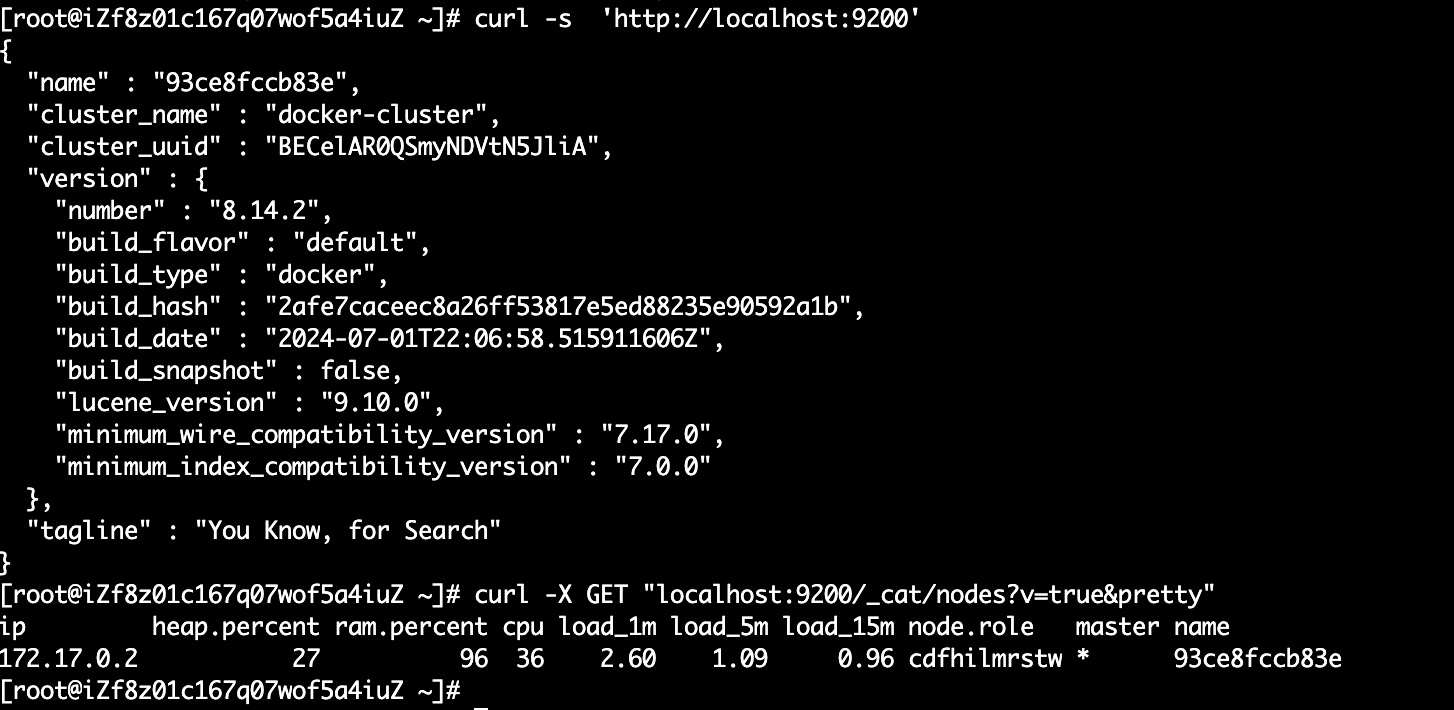 [root@iZf8z01c167q07wof5a4iuZ ~]# curl -s  'http://localhost:9200'
{
  "name" : "93ce8fccb83e",
  "cluster_name" : "docker-cluster",
  "cluster_uuid" : "BECelAR0QSmyNDVtN5JliA",
  "version" : {
    "number" : "8.14.2",
    "build_flavor" : "default",
    "build_type" : "docker",
    "build_hash" : "2afe7caceec8a26ff53817e5ed88235e90592a1b",
    "build_date" : "2024-07-01T22:06:58.515911606Z",
    "build_snapshot" : false,
    "lucene_version" : "9.10.0",
    "minimum_wire_compatibility_version" : "7.17.0",
    "minimum_index_compatibility_version" : "7.0.0"
  },
  "tagline" : "You Know, for Search"
}
[root@iZf8z01c167q07wof5a4iuZ ~]# curl -X GET "localhost:9200/_cat/nodes?v=true&pretty"
ip         heap.percent ram.percent cpu load_1m load_5m load_15m node.role   master name
172.17.0.2           27          96  36    2.60    1.09     0.96 cdfhilmrstw *      93ce8fccb83e
[root@iZf8z01c167q07wof5a4iuZ ~]#